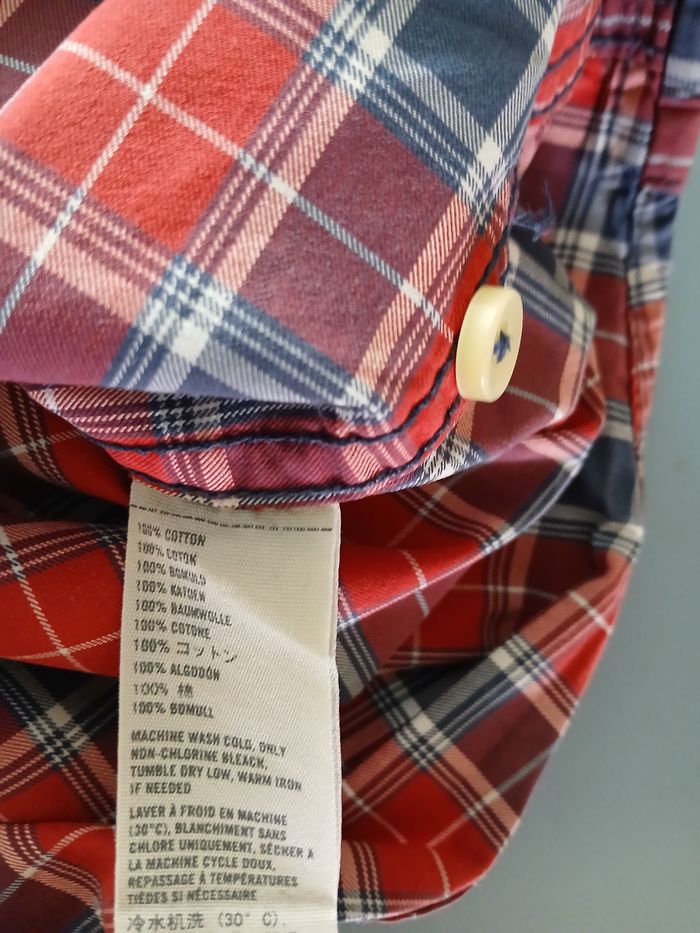 100% COTTON
100% COTON
100% BOMULD
100% KATOEN
100% BAUMWOLLE
100% COTONE
100% コットン
100% ALGODÓN
100% 棉
100% BOMULL
MACHINE WASH COLD, ONLY
NON-CHLORINE BLEACH,
TUMBLE DRY LOW, WARM IRON
IF NEEDED
LAVER À FROID EN MACHINE
(30°C), BLANCHIMENT SANS
CHLORE UNIQUEMENT, SÉCHER À
LA MACHINE CYCLE DOUX,
REPASSAGE À TEMPÉRATURES
TIÈDES SI NÉCESSAIRE
冷水机洗 (30° C),